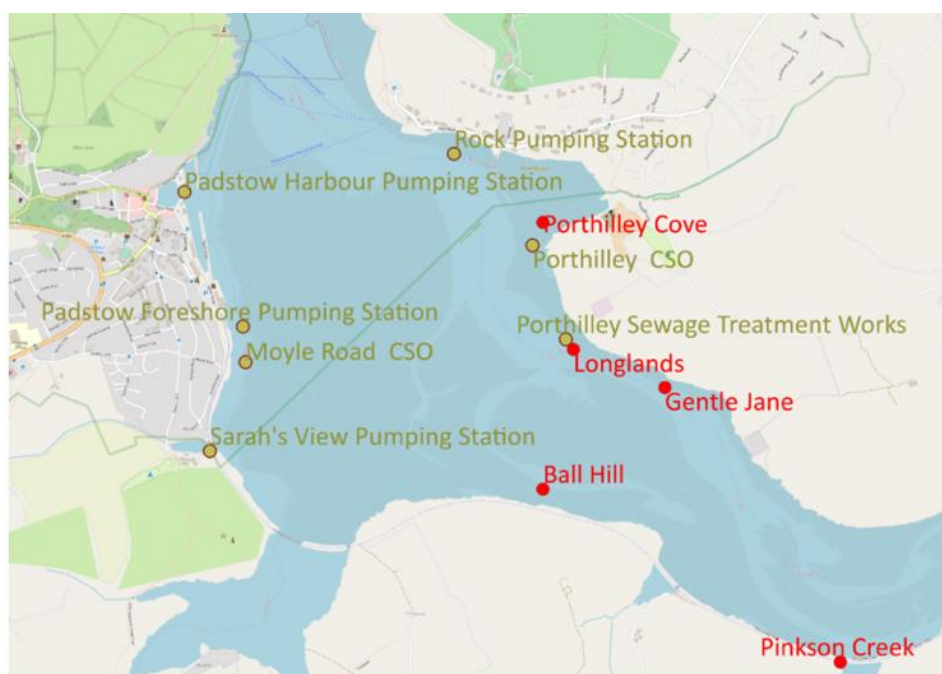 Rock Pumping Station
Padstow Harbour Pumping Station
Porthilley Cove
Porthilley  CSO
Padstow Foreshore Pumping Station
Porthilley Sewage Treatment Works
Moyle Road  CSO
Longlands
Gentle Jane
Sarah's View Pumping Station
Ball Hill
Pinkson Creek